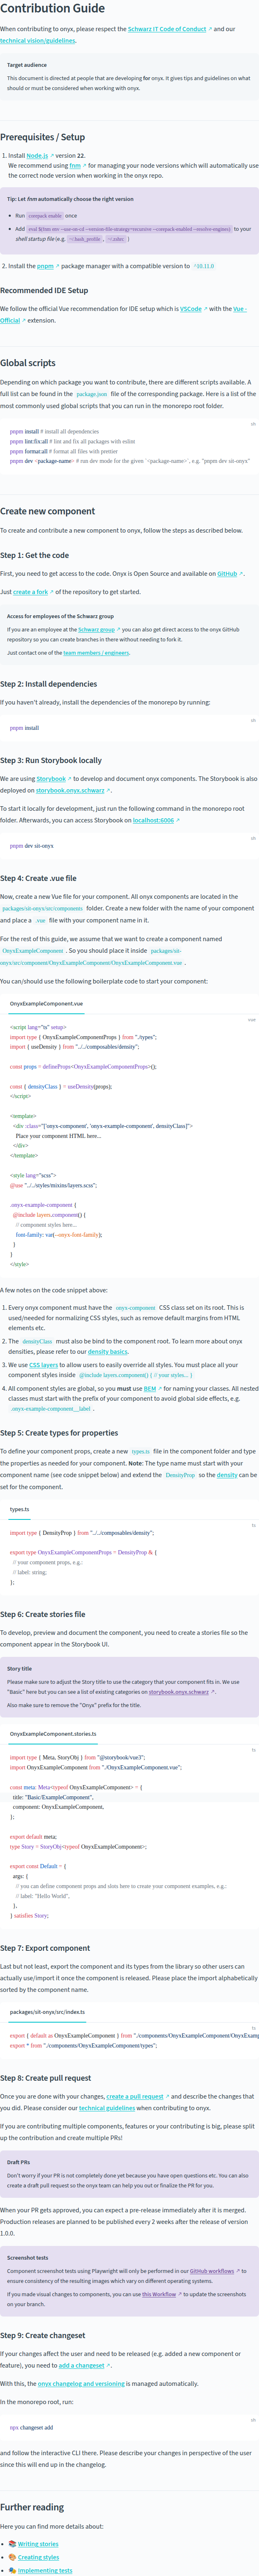 Contribution Guide
When contributing to onyx, please respect the Schwarz IT Code of Conduct ↗ and our
technical vision/guidelines.
Target audience
This document is directed at people that are developing for onyx. It gives tips and guidelines on what
should or must be considered when working with onyx.
Prerequisites / Setup
1. Install Node.js ↗ version 22.
We recommend using fnm ↗ for managing your node versions which will automatically use
the correct node version when working in the onyx repo.
Tip: Let fnm automatically choose the right version
• Run corepack enable once
• Add eval $(fnm env --use-on-cd --version-file-strategy=recursive --corepack-enabled --resolve-engines) to your
shell startup file (e.g. ~/.bash_profile, ~/.zshrc )
2. Install the pnpm ↗ package manager with a compatible version to ^10.11.0
Recommended IDE Setup
We follow the official Vue recommendation for IDE setup which is VSCode ↗ with the Vue -
Official ↗ extension.
Global scripts
Depending on which package you want to contribute, there are different scripts available. A
full list can be found in the package.json file of the corresponding package. Here is a list of the
most commonly used global scripts that you can run in the monorepo root folder.
sh
pnpm install # install all dependencies
pnpm lint:fix:all # lint and fix all packages with eslint
pnpm format:all # format all files with prettier
pnpm dev <package-name> # run dev mode for the given `<package-name>`, e.g. "pnpm dev sit-onyx"
Create new component
To create and contribute a new component to onyx, follow the steps as described below.
Step 1: Get the code
First, you need to get access to the code. Onyx is Open Source and available on GitHub ↗.
Just create a fork ↗ of the repository to get started.
Access for employees of the Schwarz group
If you are an employee at the Schwarz group ↗ you can also get direct access to the onyx GitHub
repository so you can create branches in there without needing to fork it.
Just contact one of the team members / engineers.
Step 2: Install dependencies
If you haven't already, install the dependencies of the monorepo by running:
sh
pnpm install
Step 3: Run Storybook locally
We are using Storybook ↗ to develop and document onyx components. The Storybook is also
deployed on storybook.onyx.schwarz ↗.
To start it locally for development, just run the following command in the monorepo root
folder. Afterwards, you can access Storybook on localhost:6006 ↗
sh
pnpm dev sit-onyx
Step 4: Create .vue file
Now, create a new Vue file for your component. All onyx components are located in the
packages/sit-onyx/src/components folder. Create a new folder with the name of your component
and place a .vue file with your component name in it.
For the rest of this guide, we assume that we want to create a component named
OnyxExampleComponent . So you should place it inside packages/sit-
onyx/src/component/OnyxExampleComponent/OnyxExampleComponent.vue .
You can/should use the following boilerplate code to start your component:
OnyxExampleComponent.vue
vue
<script lang="ts" setup>
import type { OnyxExampleComponentProps } from "./types";
import { useDensity } from "../../composables/density";
const props = defineProps<OnyxExampleComponentProps>();
const { densityClass } = useDensity(props);
</script>
<template>
<div :class="['onyx-component', 'onyx-example-component', densityClass]">
Place your component HTML here...
</div>
</template>
<style lang="scss">
@use "../../styles/mixins/layers.scss";
.onyx-example-component {
@include layers.component() {
// component styles here...
font-family: var(--onyx-font-family);
}
}
</style>
A few notes on the code snippet above:
1. Every onyx component must have the onyx-component CSS class set on its root. This is
used/needed for normalizing CSS styles, such as remove default margins from HTML
elements etc.
2. The densityClass must also be bind to the component root. To learn more about onyx
densities, please refer to our density basics.
3. We use CSS layers to allow users to easily override all styles. You must place all your
component styles inside @include layers.component() { // your styles... }
4. All component styles are global, so you must use BEM ↗ for naming your classes. All nested
classes must start with the prefix of your component to avoid global side effects, e.g.
.onyx-example-component__label .
Step 5: Create types for properties
To define your component props, create a new types.ts file in the component folder and type
the properties as needed for your component. Note: The type name must start with your
component name (see code snippet below) and extend the DensityProp so the density can be
set for the component.
types.ts
ts
import type { DensityProp } from "../../composables/density";
export type OnyxExampleComponentProps = DensityProp & {
// your component props, e.g.:
// label: string;
};
Step 6: Create stories file
To develop, preview and document the component, you need to create a stories file so the
component appear in the Storybook UI.
Story title
Please make sure to adjust the Story title to use the category that your component fits in. We use
"Basic" here but you can see a list of existing categories on storybook.onyx.schwarz ↗.
Also make sure to remove the "Onyx" prefix for the title.
OnyxExampleComponent.stories.ts
ts
import type { Meta, StoryObj } from "@storybook/vue3";
import OnyxExampleComponent from "./OnyxExampleComponent.vue";
const meta: Meta<typeof OnyxExampleComponent> = {
title: "Basic/ExampleComponent",
component: OnyxExampleComponent,
};
export default meta;
type Story = StoryObj<typeof OnyxExampleComponent>;
export const Default = {
args: {
// you can define component props and slots here to create your example examples. e.g.:
// label: "Hello World",
},
} satisfies Story;
Step 7: Export component
Last but not least, export the component and its types from the library so other users can
actually use/import it once the component is released. Please place the import alphabetically
sorted by the component name.
packages/sit-onyx/src/index.ts
ts
export { default as OnyxExampleComponent } from "./components/OnyxExampleComponent/OnyxExamp
export * from "./components/OnyxExampleComponent/types";
Step 8: Create pull request
Once you are done with your changes, create a pull request ↗ and describe the changes that
you did. Please consider our technical guidelines when contributing to onyx.
If you are contributing multiple components, features or your contributing is big, please split
up the contribution and create multiple PRs!
Draft PRs
Don't worry if your PR is not completely done yet because you have open questions etc. You can also
create a draft pull request so the onyx team can help you out or finalize the PR for you.
When your PR gets approved, you can expect a pre-release immediately after it is merged.
Production releases are planned to be published every 2 weeks after the release of version
1.0.0.
Screenshot tests
Component screenshot tests using Playwright will only be performed in our GitHub workflows ↗ to
ensure consistency of the resulting images which vary on different operating systems.
If you made visual changes to components, you can use this Workflow ↗ to update the screenshots
on your branch.
Step 9: Create changeset
If your changes affect the user and need to be released (e.g. added a new component or
feature), you need to add a changeset ↗.
With this, the onyx changelog and versioning is managed automatically.
In the monorepo root, run:
sh
npx changeset add
and follow the interactive CLI there. Please describe your changes in perspective of the user
since this will end up in the changelog.
Further reading
Here you can find more details about:
• 📚 Writing stories
• 🎨 Creating styles
• 🎭 Implementing tests